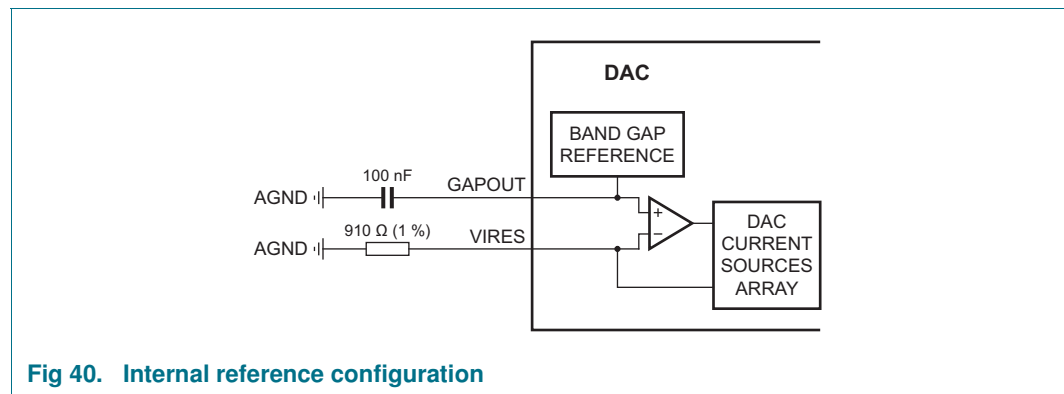 DAC
BAND GAP
REFERENCE
100 nF
GAPOUT
AGND
910 Ω (1 %)
VIRES
AGND
+
−
DAC
CURRENT
SOURCES
ARRAY
Fig 40. Internal reference configuration